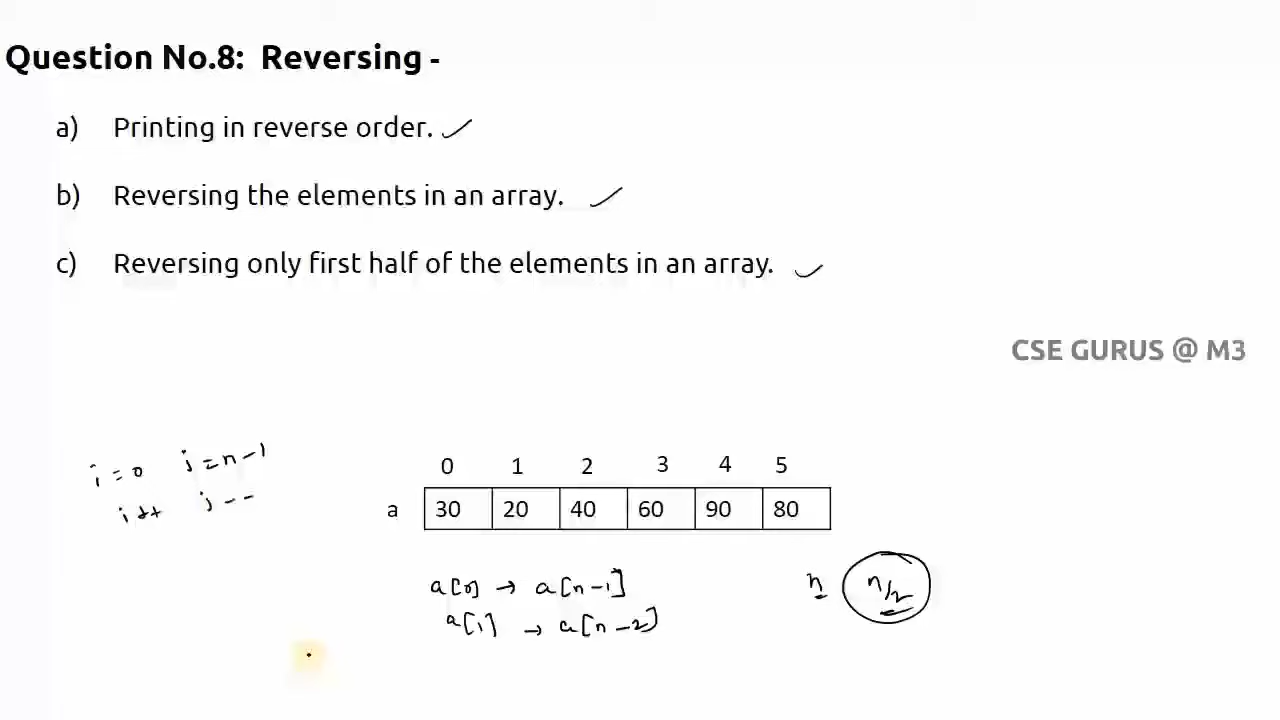 Question No.8: Reversing -
a) Printing in reverse order.
b) Reversing the elements in an array.
c) Reversing only first half of the elements in an array.
CSE GURUS @ M3
i=0 j=n-1
i++ j--
0 1 2 3 4 5
a 30 20 40 60 90 80
a[0] → a[n-1]
a[1] → a[n-2]
n n/2